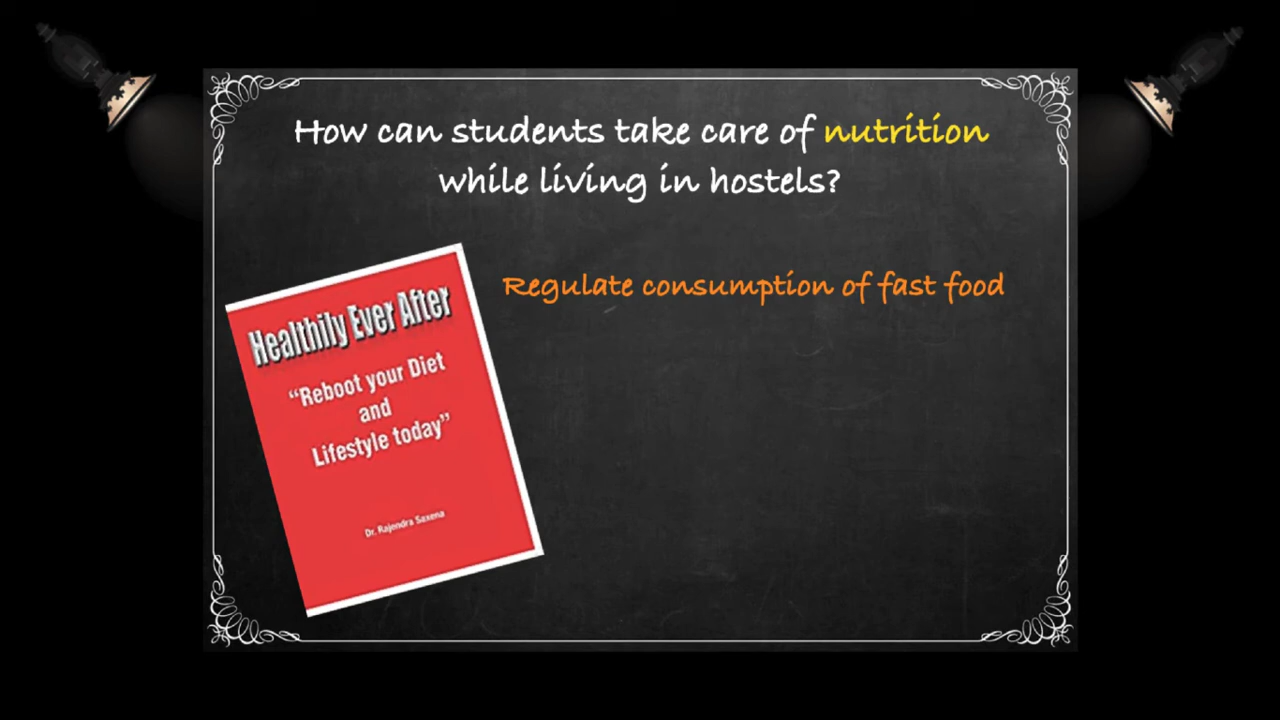 How can students take care of nutrition
while living in hostels?
Regulate consumption of fast food
Healthily Ever After
“Reboot your Diet
and
Lifestyle today”
Dr. Rajendra Saxena